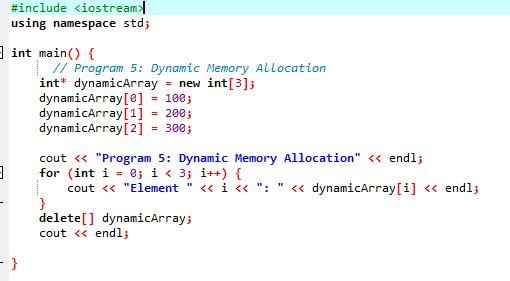 #include <iostream>
using namespace std;
int main() {
// Program 5: Dynamic Memory Allocation
int* dynamicArray = new int[3];
dynamicArray[0] = 100;
dynamicArray[1] = 200;
dynamicArray[2] = 300;
cout << "Program 5: Dynamic Memory Allocation" << endl;
for (int i = 0; i < 3; i++) {
cout << "Element " << i << ": " << dynamicArray[i] << endl;
}
delete[] dynamicArray;
cout << endl;
}